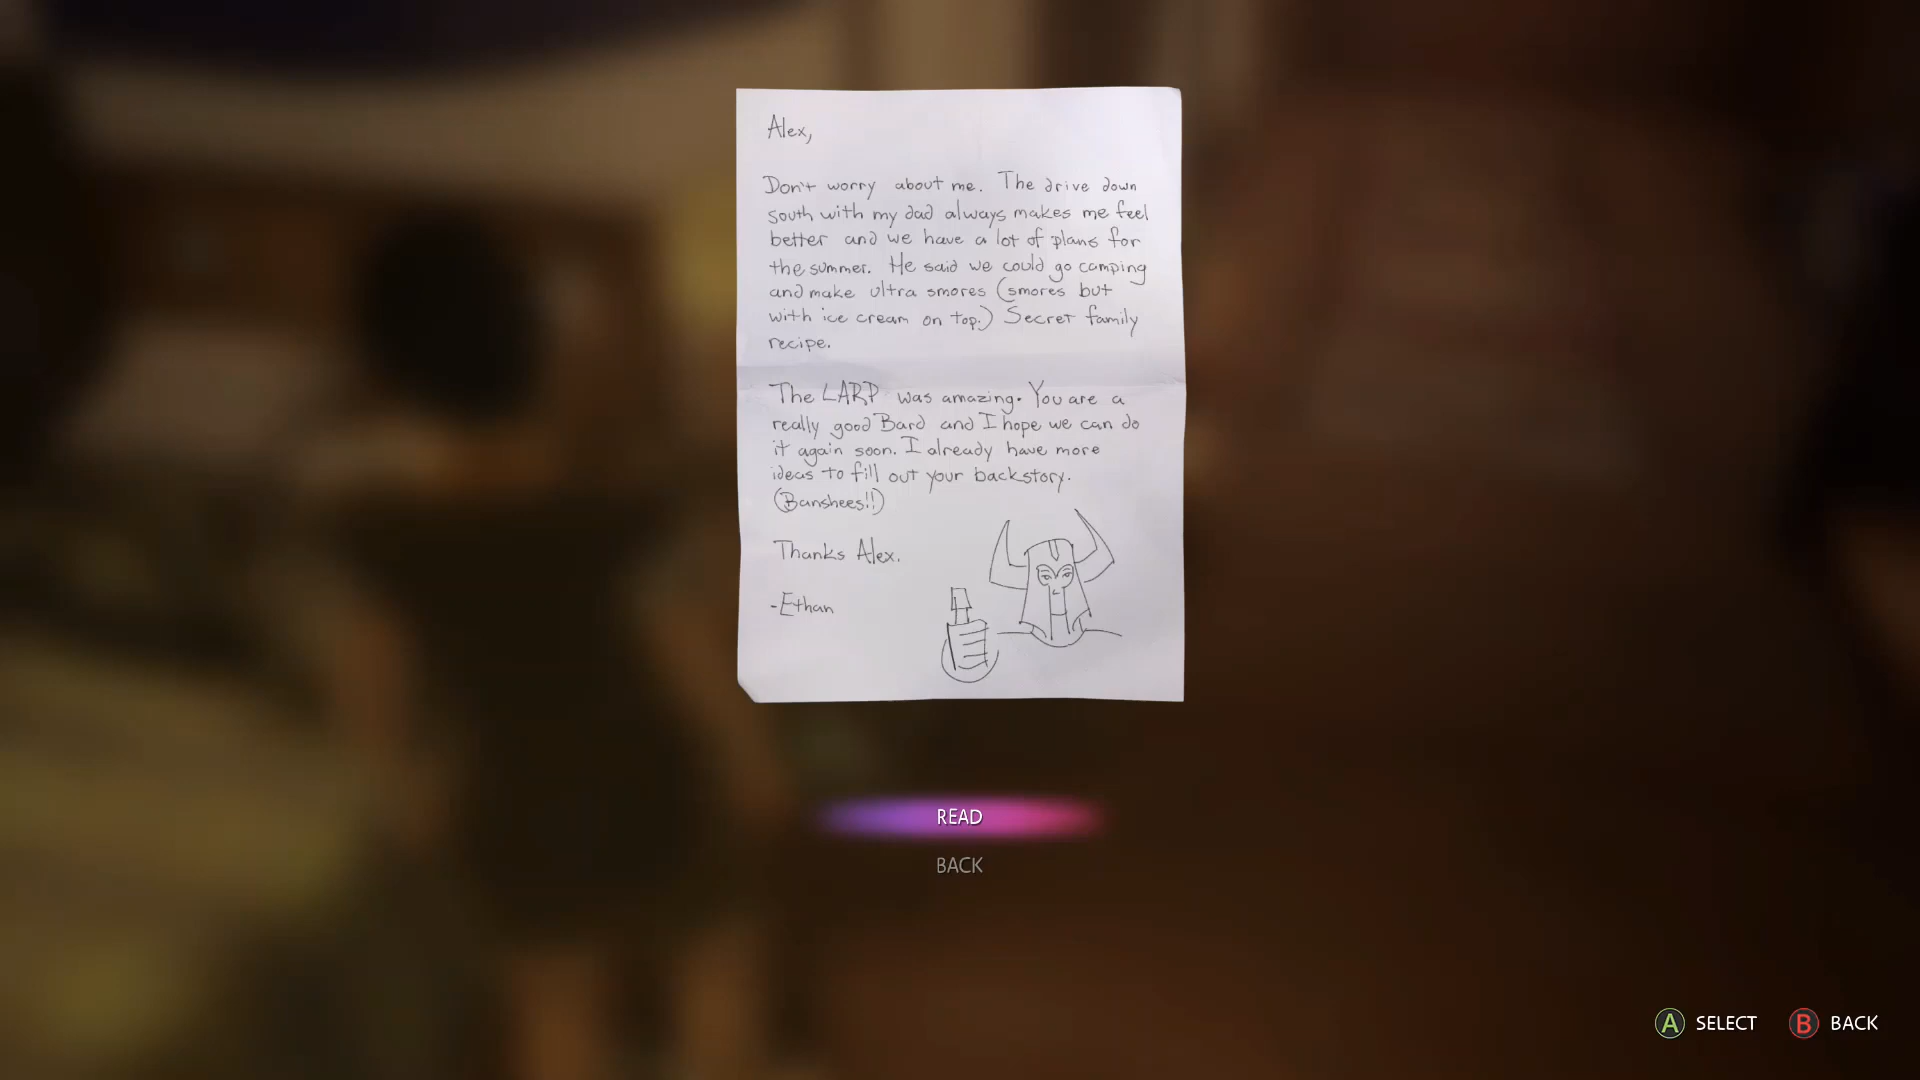 Alex,
Don't worry about me. The drive down
south with my dad always makes me feel
better and we have a lot of plans for
the summer. He said we could go camping
and make ultra smores (smores but
with ice cream on top.) Secret family
recipe.
The LARP was amazing. You are a
really good Bard and I hope we can do
it again soon. I already have more
ideas to fill out your backstory.
(Banshees!!)
Thanks Alex.
-Ethan
READ
BACK
A SELECT B BACK